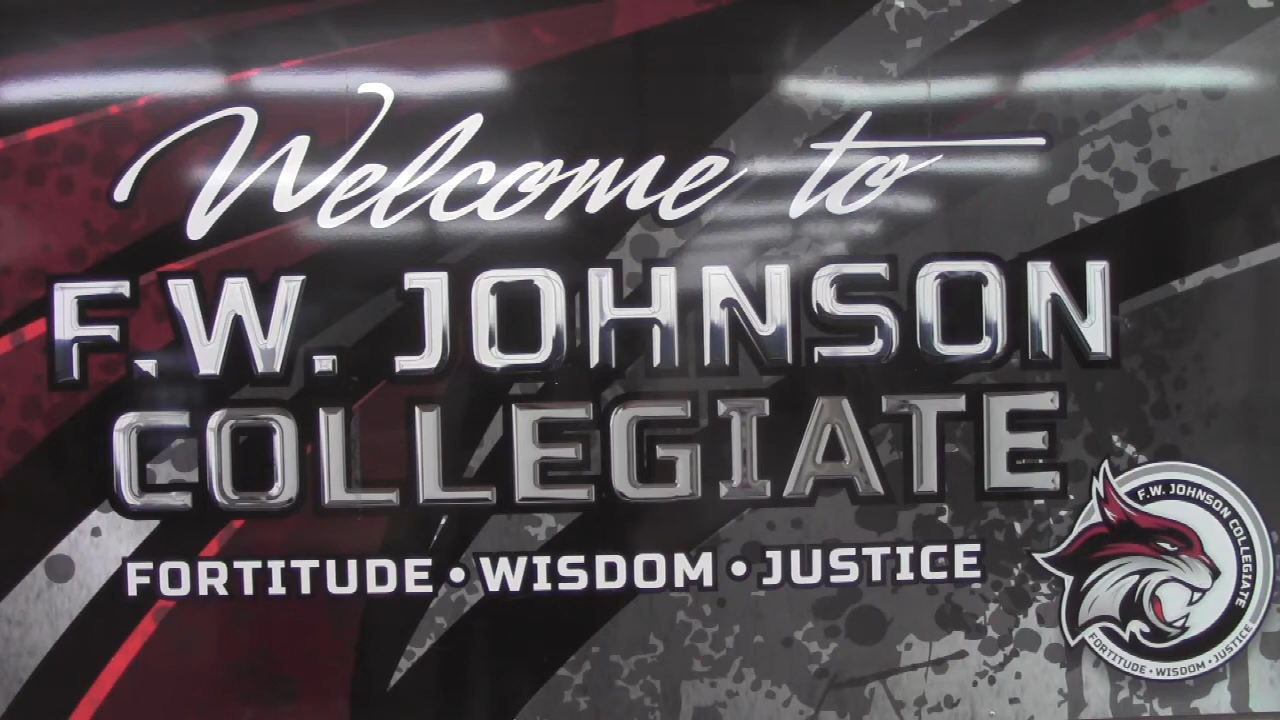 Welcome to
F.W. JOHNSON
COLLEGIATE
FORTITUDE • WISDOM • JUSTICE
F.W. JOHNSON COLLEGIATE
FORTITUDE • WISDOM • JUSTICE